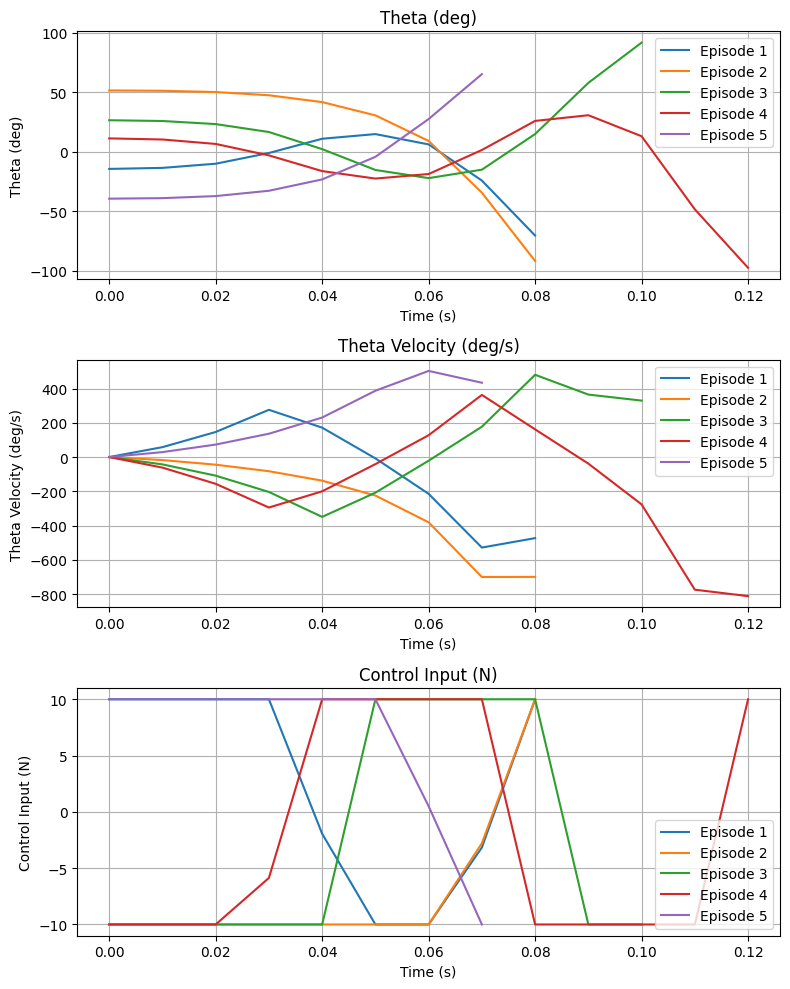 Theta (deg)
Theta (deg)
100
50
0
−50
−100
0.00 0.02 0.04 0.06 0.08 0.10 0.12
Time (s)
Episode 1
Episode 2
Episode 3
Episode 4
Episode 5
Theta Velocity (deg/s)
Theta Velocity (deg/s)
400
200
0
−200
−400
−600
−800
0.00 0.02 0.04 0.06 0.08 0.10 0.12
Time (s)
Episode 1
Episode 2
Episode 3
Episode 4
Episode 5
Control Input (N)
Control Input (N)
10
5
0
−5
−10
0.00 0.02 0.04 0.06 0.08 0.10 0.12
Time (s)
Episode 1
Episode 2
Episode 3
Episode 4
Episode 5